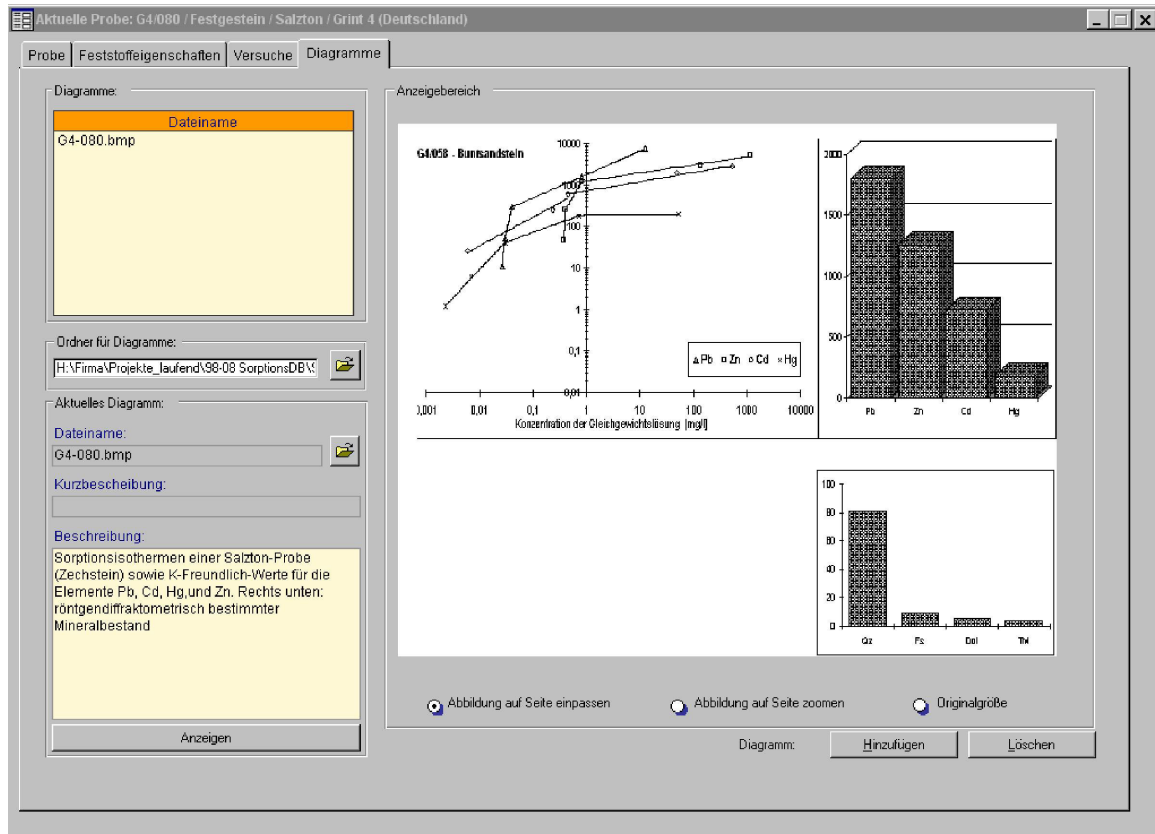 Aktuelle Probe: G4/080 / Festgestein / Salzton / Grint 4 (Deutschland)
Probe
Feststoffeigenschaften
Versuche
Diagramme
Diagramme:
Dateiname
G4-080.bmp
Ordner für Diagramme:
H:\Firma\Projekte_laufend\98-08 SorptionsDB\
Aktuelles Diagramm:
Dateiname:
G4-080.bmp
Kurzbescheibung:
Beschreibung:
Sorptionsisothermen einer Salzton-Probe
(Zechstein) sowie K-Freundlich-Werte für die
Elemente Pb, Cd, Hg,und Zn. Rechts unten:
röntgendiffraktometrisch bestimmter
Mineralbestand
Anzeigen
Anzeigebereich
G4/058 - Buntsandstein
10000
1000
100
10
1
0,1
0,01
Pb Zn Cd Hg
0,001 0,01 0,1 1 10 100 1000 10000
Konzentration der Gleichgewichtslösung [mg/l]
2000
1500
1000
500
0
Pb Zn Cd Hg
100
80
60
40
20
0
Qz Fs Dol TM
Abbildung auf Seite einpassen
Abbildung auf Seite zoomen
Originalgröße
Diagramm:
Hinzufügen
Löschen